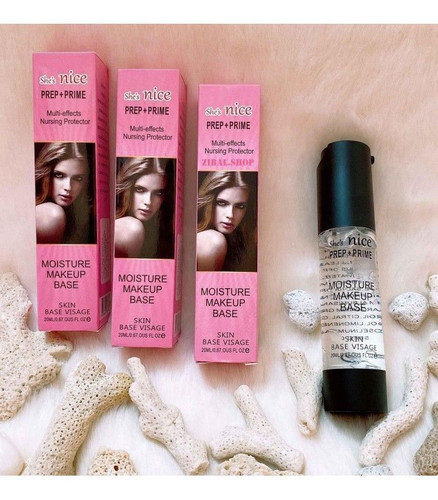 She's nice
PREP+PRIME
Multi-effects
Nursing Protector
MOISTURE
MAKEUP
BASE
SKIN
BASE VISAGE
She's nice
PREP+PRIME
Multi-effects
Nursing Protector
MOISTURE
MAKEUP
BASE
SKIN
BASE VISAGE
She's nice
PREP+PRIME
ZIBAL.SHOP
Multi-effects
Nursing Protector
MOISTURE
MAKEUP
BASE
SKIN
BASE VISAGE
She's nice
PREP+PRIME
MOISTURE
MAKEUP
BASE
SKIN
BASE VISAGE